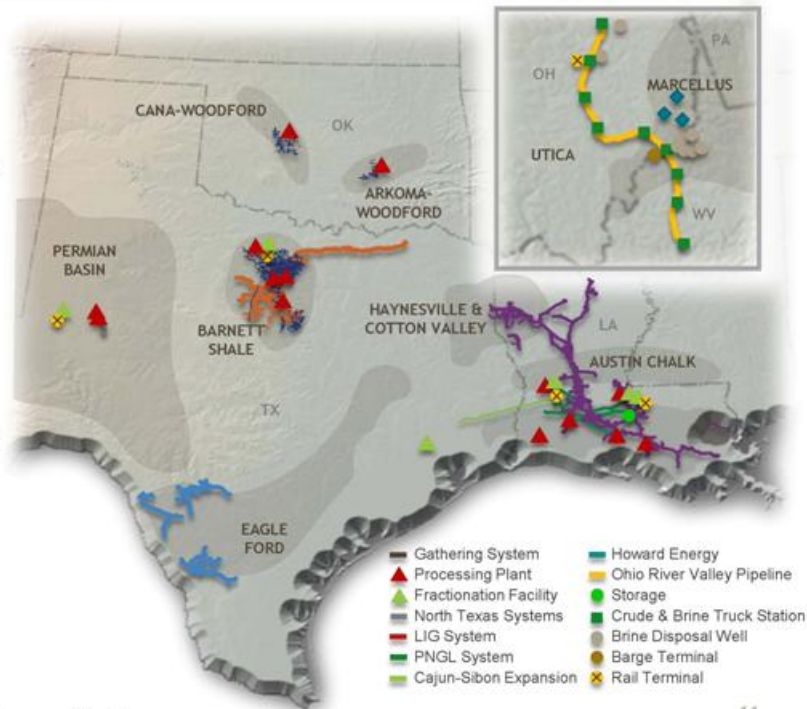 PA
OH
MARCELLUS
UTICA
WV
CANA-WOODFORD
OK
ARKOMA-
WOODFORD
PERMIAN
BASIN
HAYNESVILLE &
COTTON VALLEY
LA
BARNETT
SHALE
AUSTIN CHALK
TX
EAGLE
FORD
Gathering System
Processing Plant
Fractionation Facility
North Texas Systems
LIG System
PNGL System
Cajun-Sibon Expansion
Howard Energy
Ohio River Valley Pipeline
Storage
Crude & Brine Truck Station
Brine Disposal Well
Barge Terminal
Rail Terminal